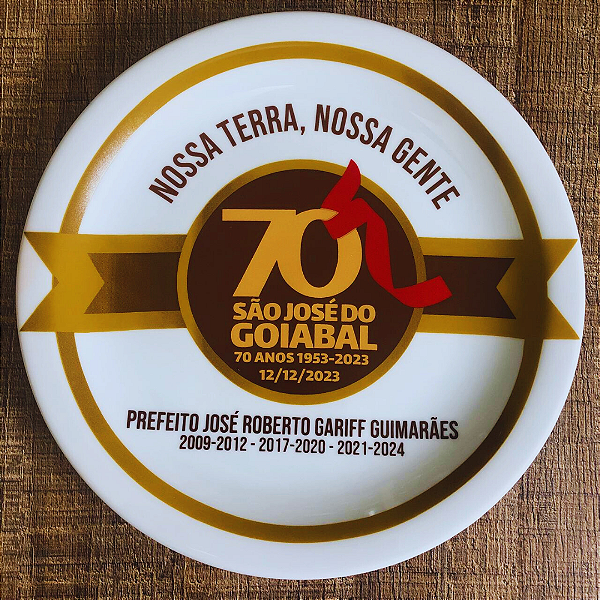 NOSSA TERRA, NOSSA GENTE
70
SÃO JOSÉ DO
GOIABAL
70 ANOS 1953-2023
12/12/2023
PREFEITO JOSÉ ROBERTO GARIFF GUIMARÃES
2009-2012 - 2017-2020 - 2021-2024